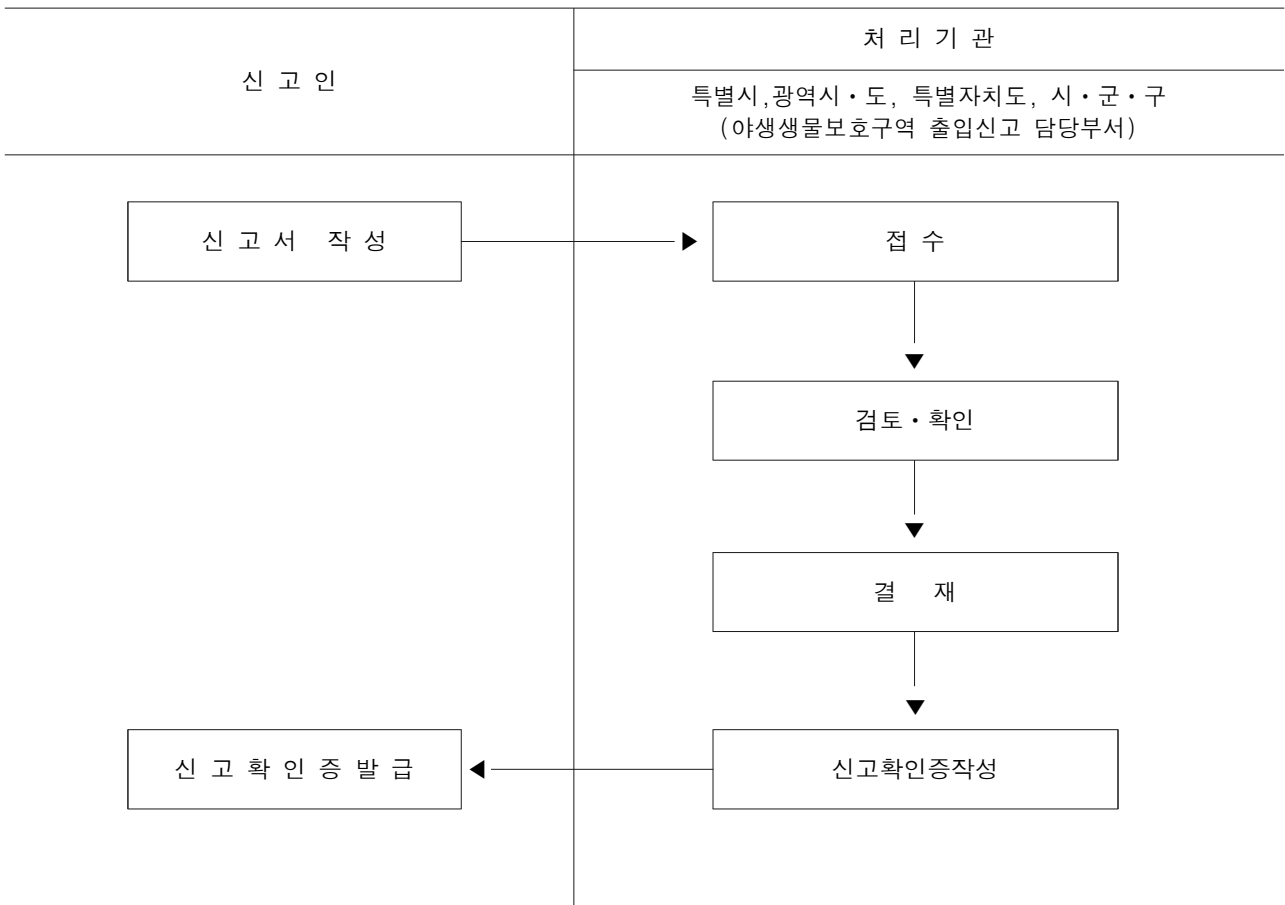 신 고 인
처 리 기 관
특별시,광역시·도, 특별자치도, 시·군·구
(야생생물보호구역 출입신고 담당부서)
신 고 서 작 성
접 수
검토·확인
결 재
신 고 확 인 증 발 급
신고확인증작성